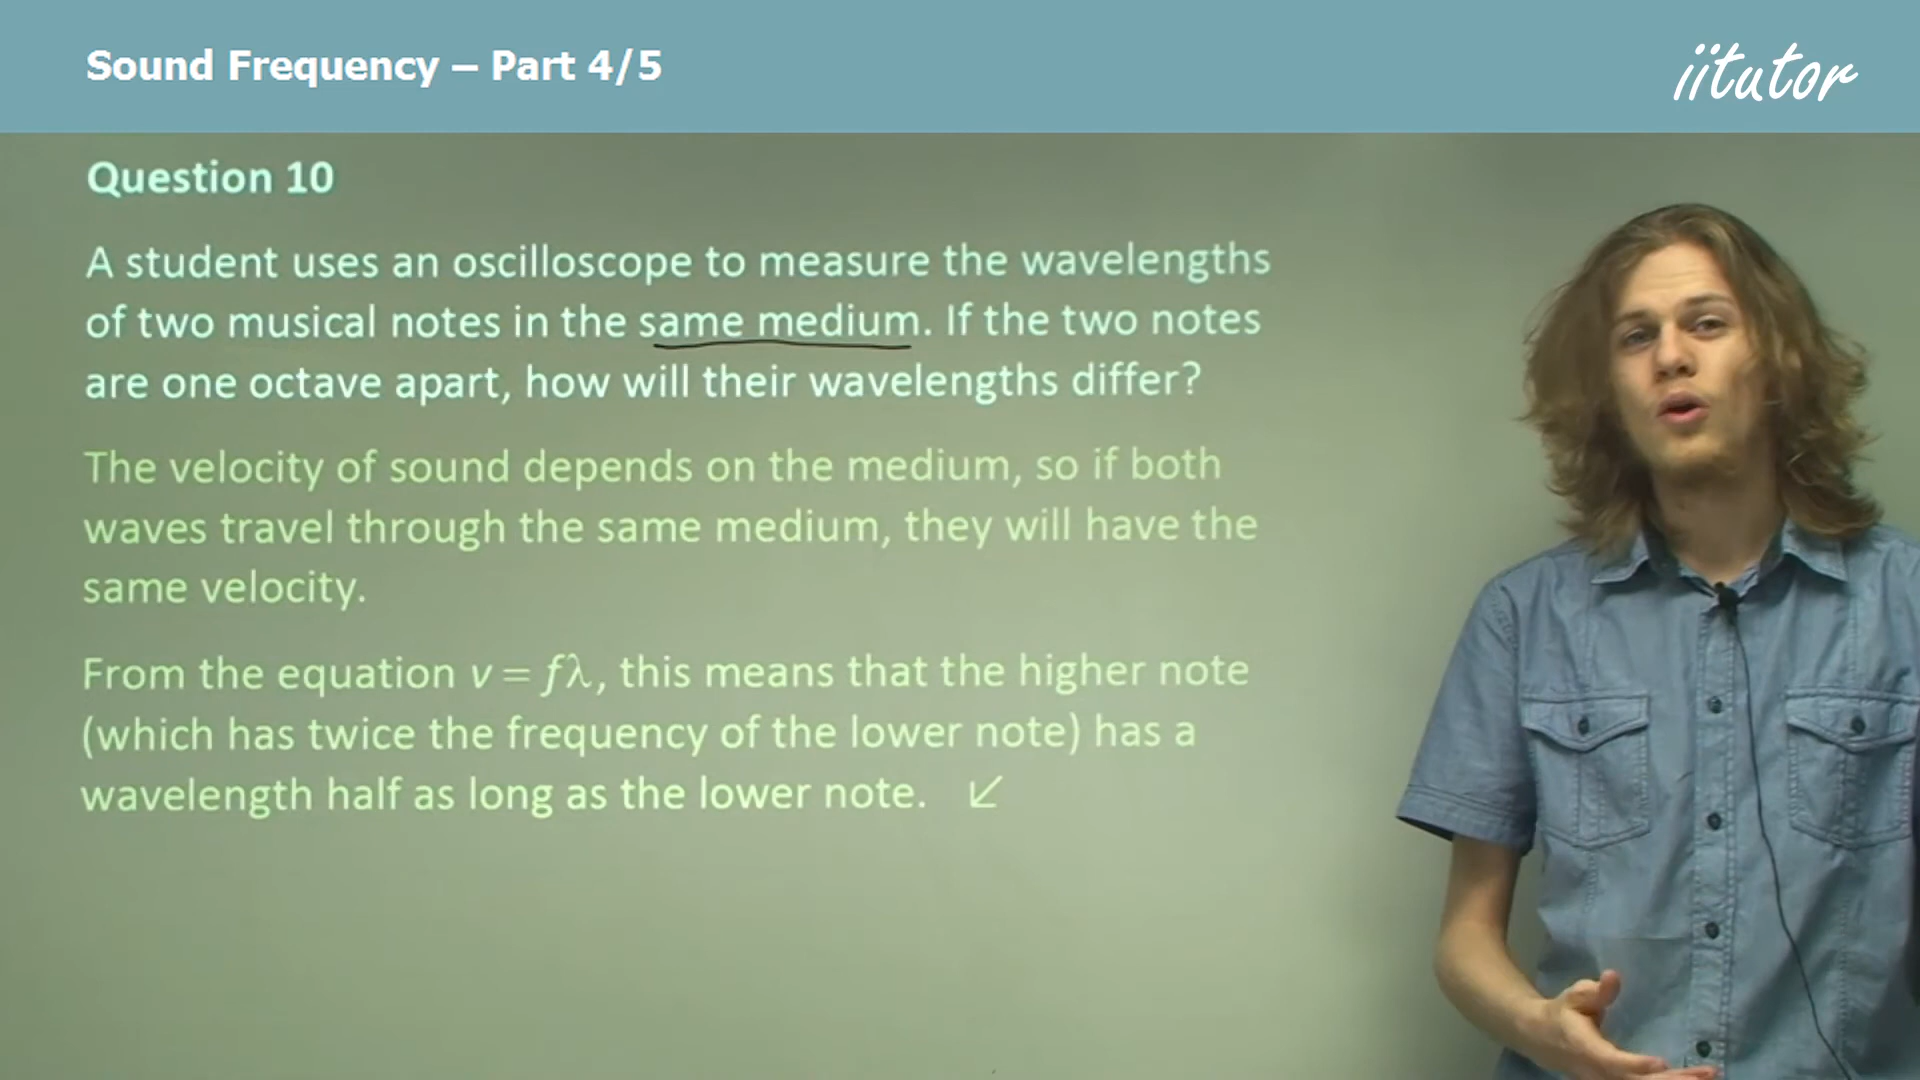 Sound Frequency – Part 4/5
iitutor
Question 10
A student uses an oscilloscope to measure the wavelengths
of two musical notes in the same medium. If the two notes
are one octave apart, how will their wavelengths differ?
The velocity of sound depends on the medium, so if both
waves travel through the same medium, they will have the
same velocity.
From the equation v = fλ, this means that the higher note
(which has twice the frequency of the lower note) has a
wavelength half as long as the lower note. ↙